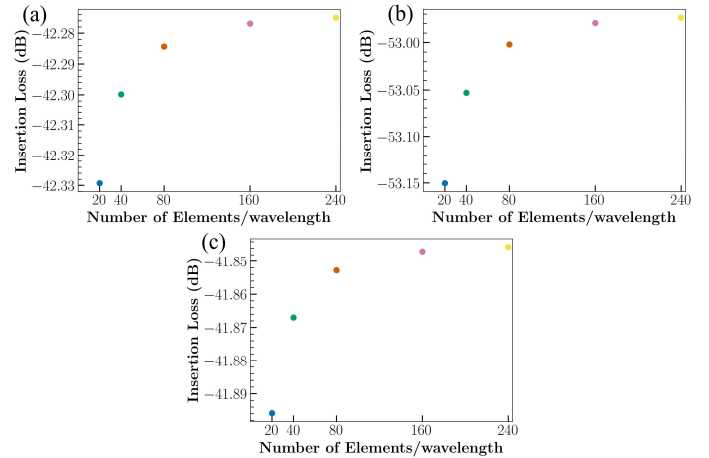 (a)
Insertion Loss (dB)
−42.28
−42.29
−42.30
−42.31
−42.32
−42.33
20 40 80 160 240
Number of Elements/wavelength
(b)
Insertion Loss (dB)
−53.00
−53.05
−53.10
−53.15
20 40 80 160 240
Number of Elements/wavelength
(c)
Insertion Loss (dB)
−41.85
−41.86
−41.87
−41.88
−41.89
20 40 80 160 240
Number of Elements/wavelength